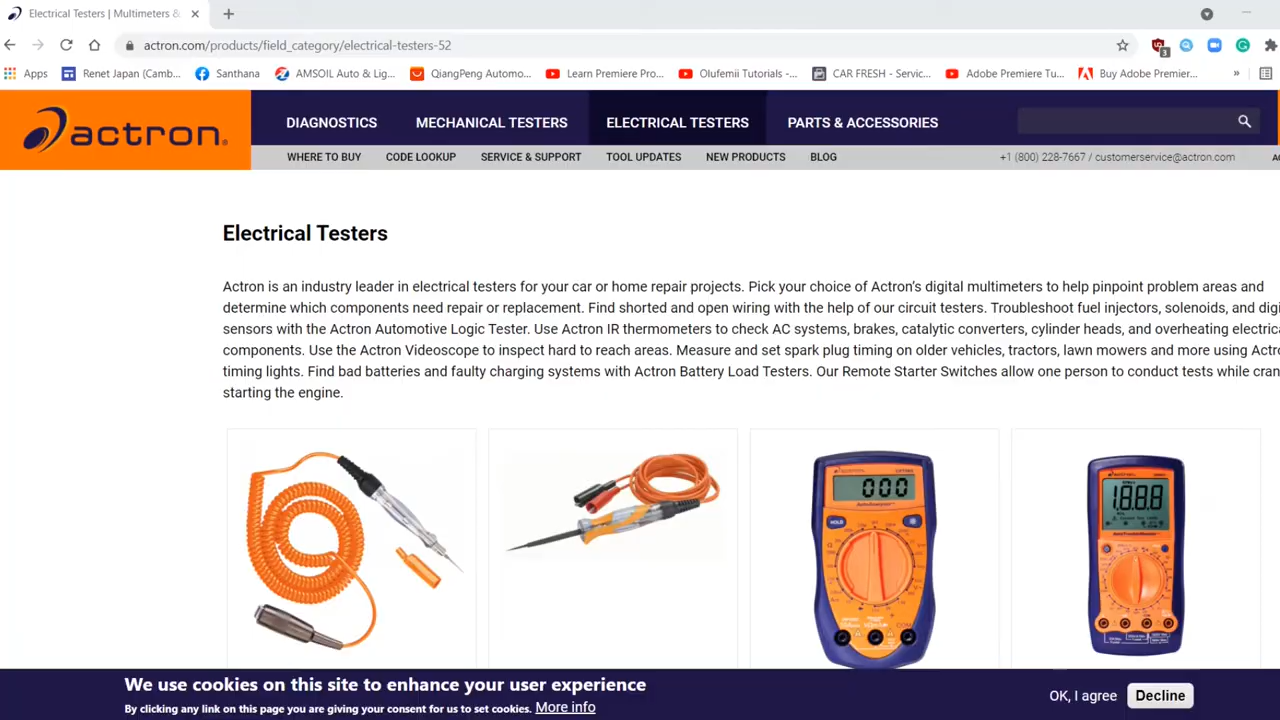 Electrical Testers | Multimeters &
actron.com/products/field_category/electrical-testers-52
3
Apps
Renet Japan (Camb...
Santhana
AMSOIL Auto & Lig...
QiangPeng Automo...
Learn Premiere Pro...
Olufemii Tutorials -...
CAR FRESH - Servic...
Adobe Premiere Tu...
Buy Adobe Premier...
»
actron®
DIAGNOSTICS
MECHANICAL TESTERS
ELECTRICAL TESTERS
PARTS & ACCESSORIES
WHERE TO BUY
CODE LOOKUP
SERVICE & SUPPORT
TOOL UPDATES
NEW PRODUCTS
BLOG
+1 (800) 228-7667 / customerservice@actron.com
Electrical Testers
Actron is an industry leader in electrical testers for your car or home repair projects. Pick your choice of Actron's digital multimeters to help pinpoint problem areas and
determine which components need repair or replacement. Find shorted and open wiring with the help of our circuit testers. Troubleshoot fuel injectors, solenoids, and digi
sensors with the Actron Automotive Logic Tester. Use Actron IR thermometers to check AC systems, brakes, catalytic converters, cylinder heads, and overheating electrica
components. Use the Actron Videoscope to inspect hard to reach areas. Measure and set spark plug timing on older vehicles, tractors, lawn mowers and more using Actr
timing lights. Find bad batteries and faulty charging systems with Actron Battery Load Testers. Our Remote Starter Switches allow one person to conduct tests while cran
starting the engine.
000
HOLD
COM
1.8.8.8
We use cookies on this site to enhance your user experience
By clicking any link on this page you are giving your consent for us to set cookies. More info
OK, I agree
Decline